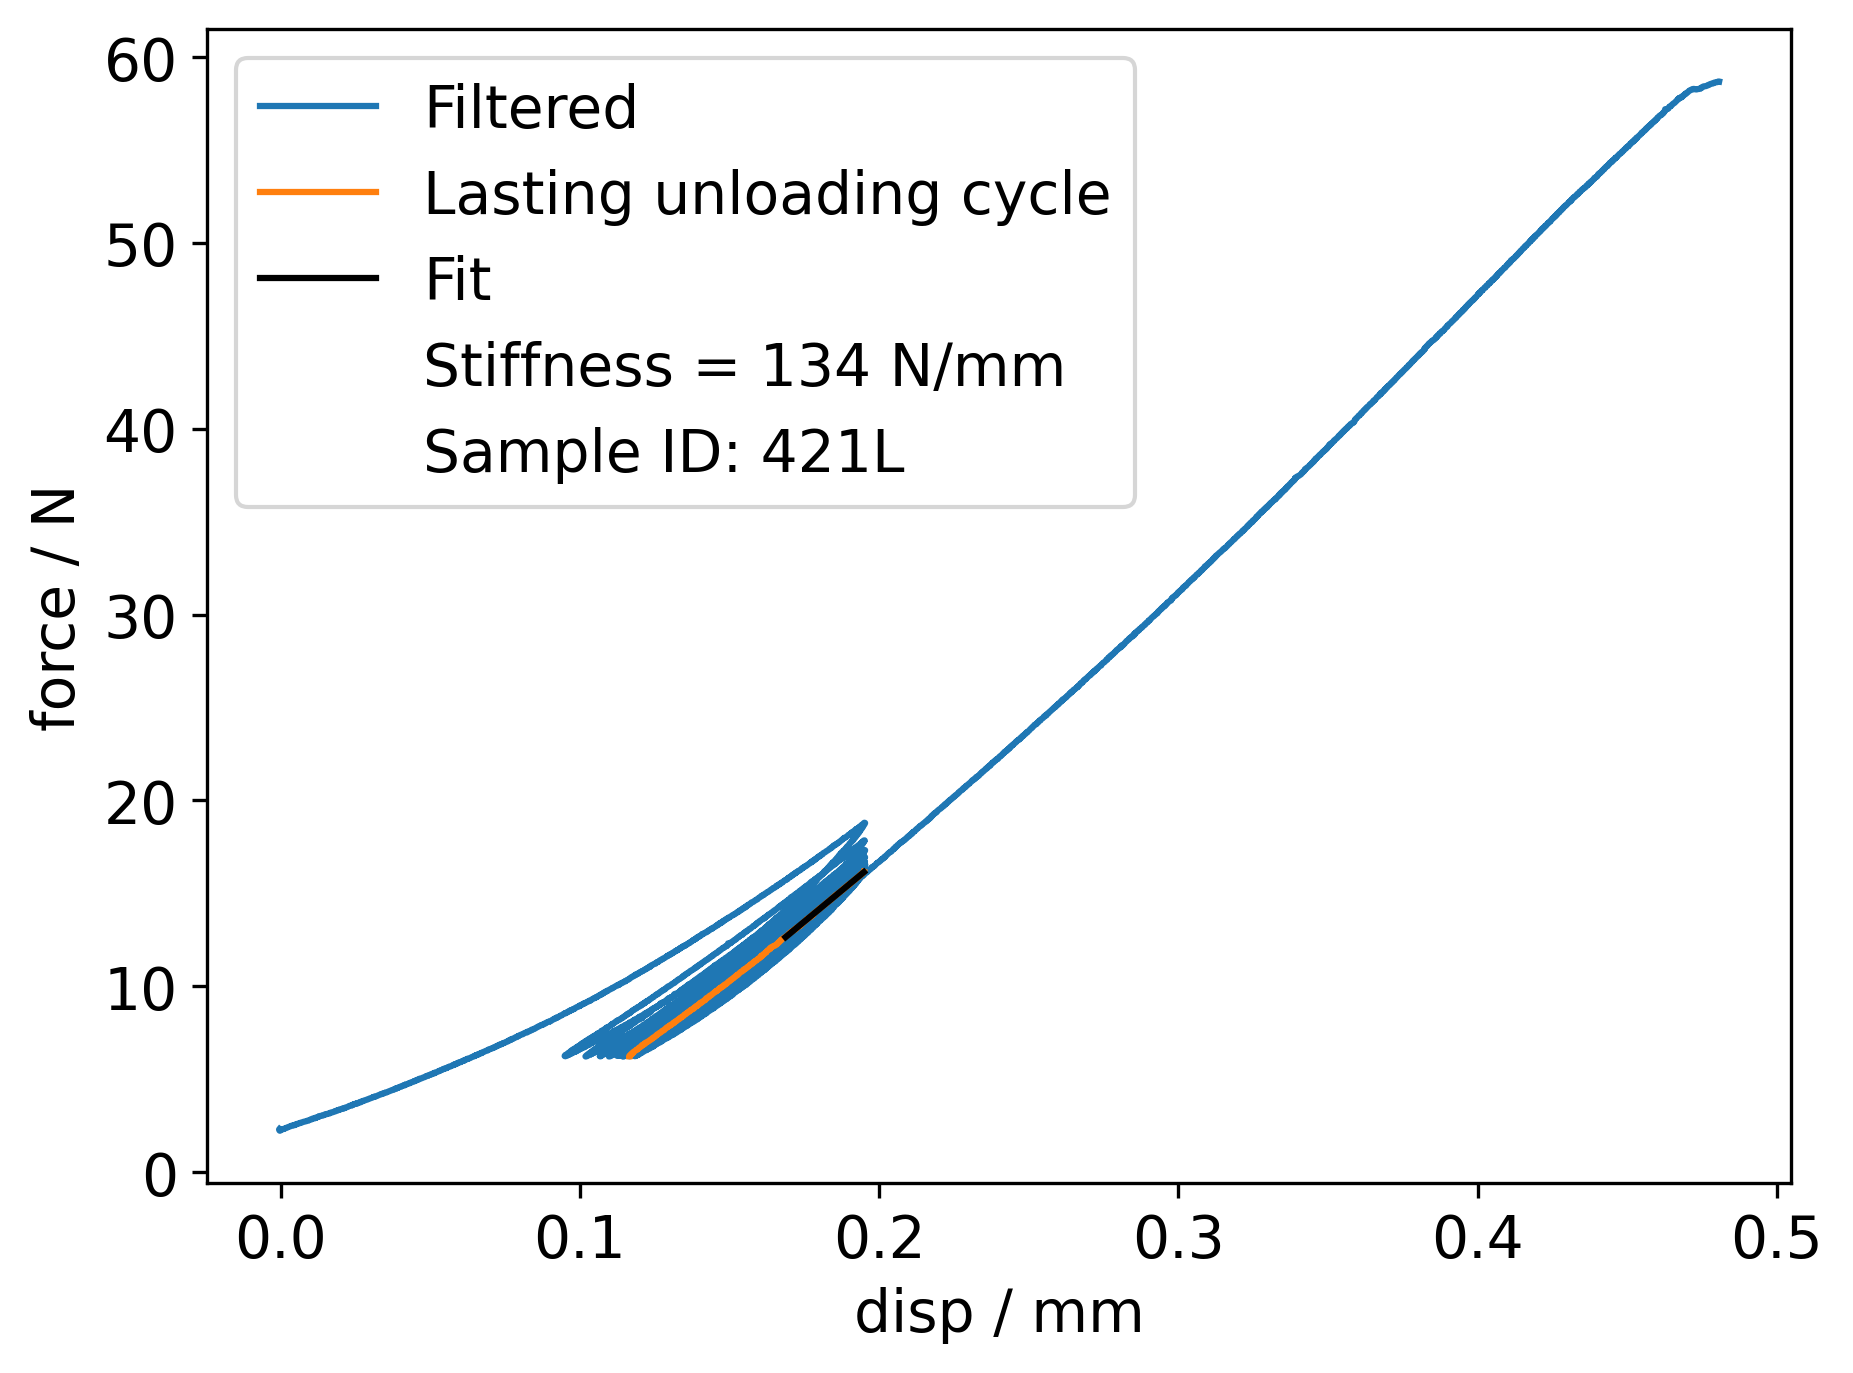 60
50
40
30
20
10
0
force / N
Filtered
Lasting unloading cycle
Fit
Stiffness = 134 N/mm
Sample ID: 421L
0.0 0.1 0.2 0.3 0.4 0.5
disp / mm